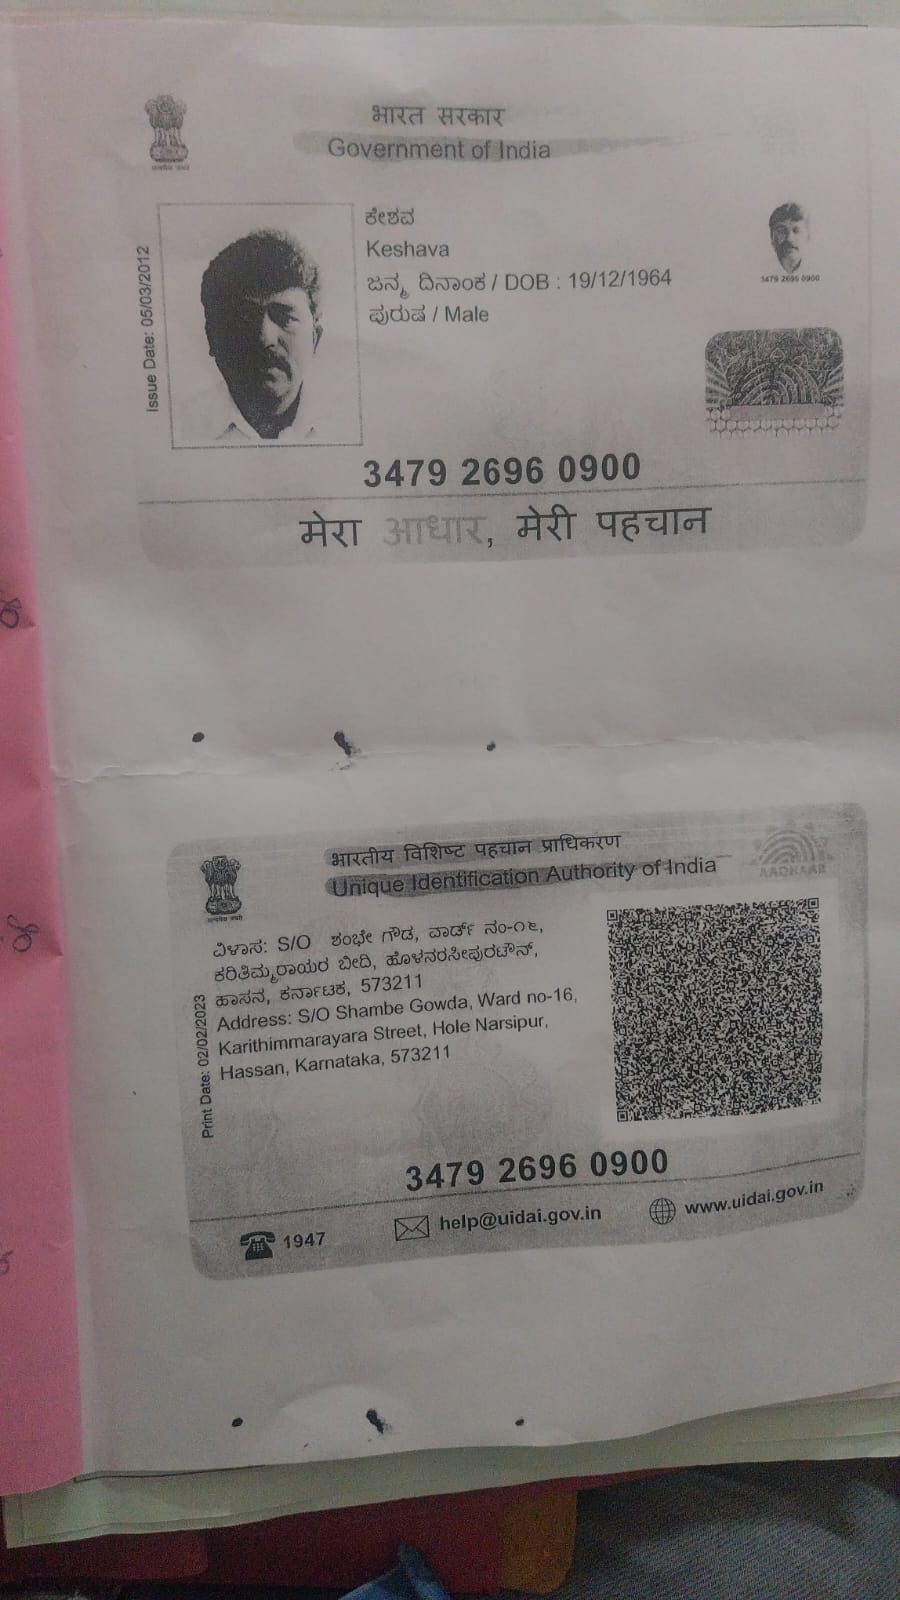 भारत सरकार
Government of India
Issue Date: 05/03/2012
ಕೇಶವ
Keshava
ಜನ್ಮ ದಿನಾಂಕ / DOB : 19/12/1964
ಪುರುಷ / Male
3479 2696 0900
3479 2696 0900
मेरा आधार, मेरी पहचान
भारतीय विशिष्ट पहचान प्राधिकरण
Unique Identification Authority of India
AADHAAR
Print Date: 02/02/2023
ವಿಳಾಸ: S/O ಶಂಭೇ ಗೌಡ, ವಾರ್ಡ್ ನಂ-೧೬,
ಕರಿತಿಮ್ಮರಾಯರ ಬೀದಿ, ಹೊಳನರಸೀಪುರಟೌನ್,
ಹಾಸನ, ಕರ್ನಾಟಕ, 573211
Address: S/O Shambe Gowda, Ward no-16,
Karithimmarayara Street, Hole Narsipur,
Hassan, Karnataka, 573211
3479 2696 0900
1947
help@uidai.gov.in
www.uidai.gov.in